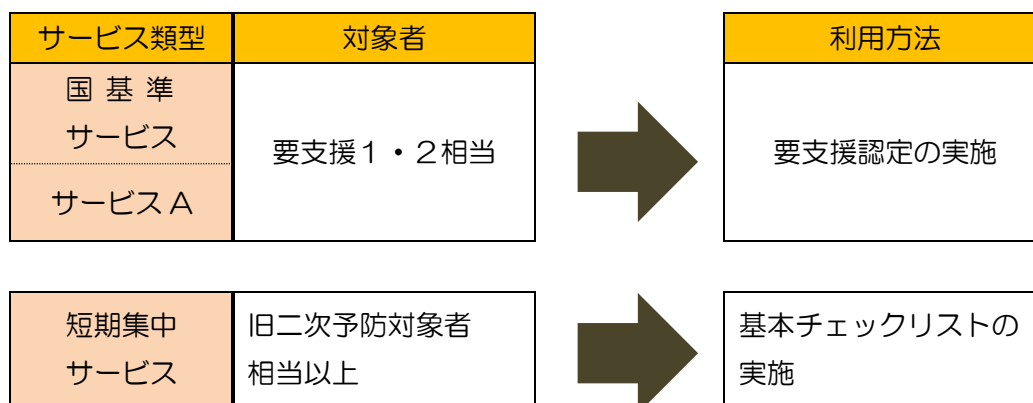 サービス類型
対象者
利用方法
国基準
サービス
サービスA
要支援１・２相当
要支援認定の実施
短期集中
サービス
旧二次予防対象者
相当以上
基本チェックリストの
実施